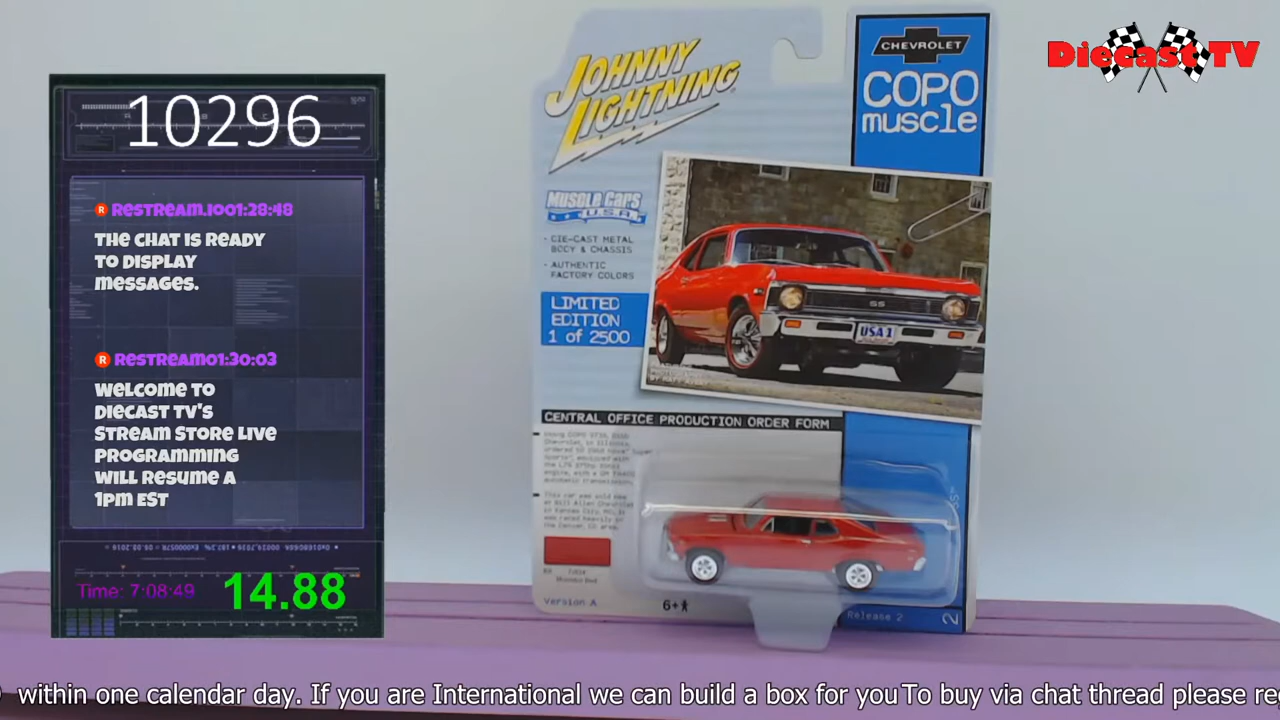 10296
Restream.io01:28:48
The chat is ready
to display
messages.
Restream01:30:03
Welcome to
Diecast TV's
Stream Store Live
Programming
will resume a
1pm EST
Time: 7:08:49
14.88
JOHNNY
LIGHTNING
CHEVROLET
COPO
muscle
Diecast TV
Muscle Cars
U.S.A.
- DIE-CAST METAL
BODY & CHASSIS
- AUTHENTIC
FACTORY COLORS
LIMITED
EDITION
1 of 2500
SS
USA 1
CENTRAL OFFICE PRODUCTION ORDER FORM
Version A
6+
Release 2
2
within one calendar day. If you are International we can build a box for you To buy via chat thread please re